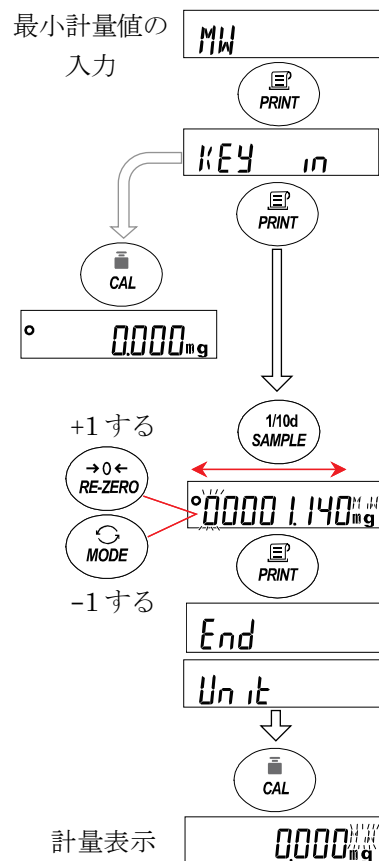 最小計量値の
入力
MW
PRINT
KEY in
PRINT
CAL
0.000mg
1/10d
SAMPLE
+1する
→0←
RE-ZERO
00001.140mg
MW
MODE
−1する
PRINT
End
Unit
CAL
計量表示
0.000mg